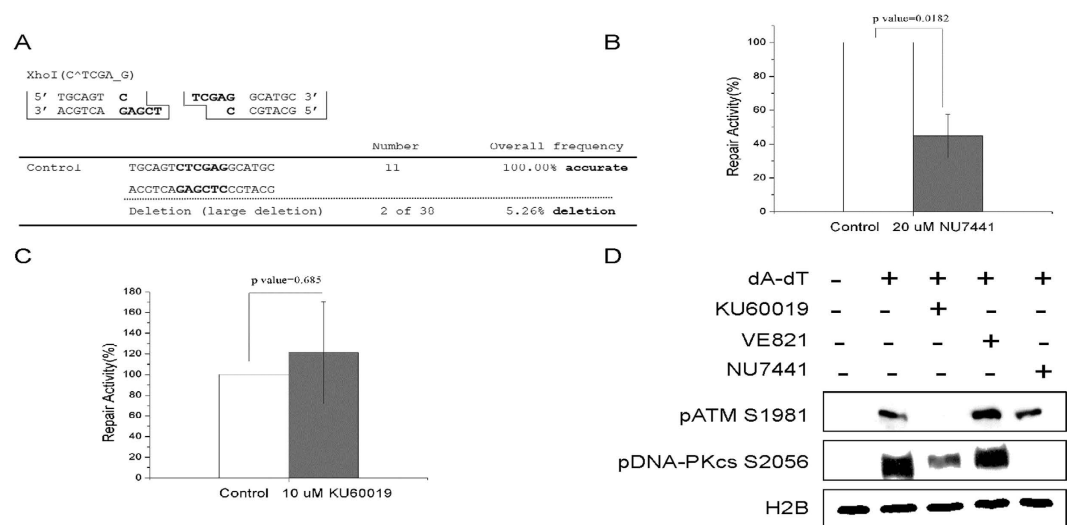 A
XhoI(C^TCGA_G)
5' TGCAGT C TCGAG GCATGC 3'
3' ACGTCA GAGCT C CGTACG 5'
Number Overall frequency
Control TGCAGTCTCGAGGCATGC 11 100.00% accurate
ACGTCAGAGCTCCGTACG
Deletion (large deletion) 2 of 30 5.26% deletion
B
p value=0.0182
Repair Activity(%)
100
80
60
40
20
0
Control 20 uM NU7441
C
p value=0.685
Repair Activity(%)
180
160
140
120
100
80
60
40
20
0
Control 10 uM KU60019
D
dA-dT - + + + +
KU60019 - - + - -
VE821 - - - + -
NU7441 - - - - +
pATM S1981
pDNA-PKcs S2056
H2B